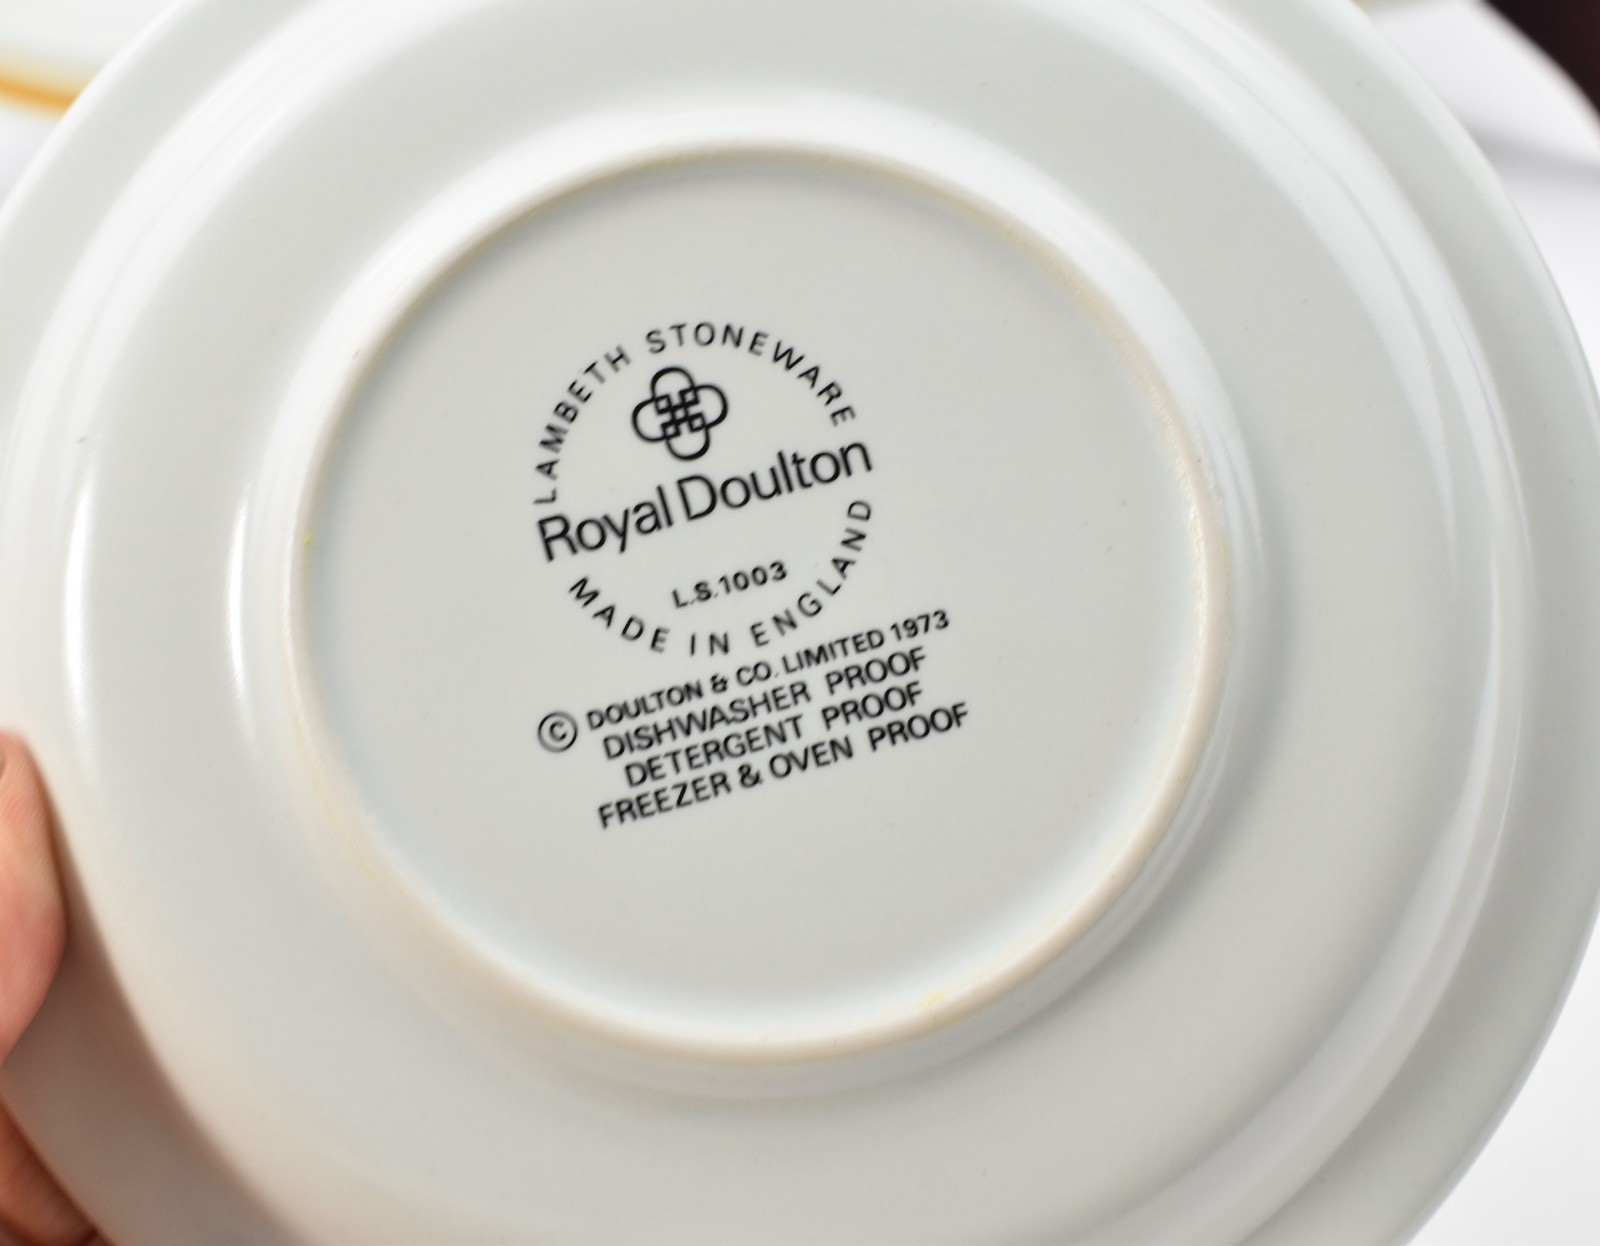 LAMBETH STONEWARE
Royal Doulton
L.S.1003
MADE IN ENGLAND
© DOULTON & CO. LIMITED 1973
DISHWASHER PROOF
DETERGENT PROOF
FREEZER & OVEN PROOF